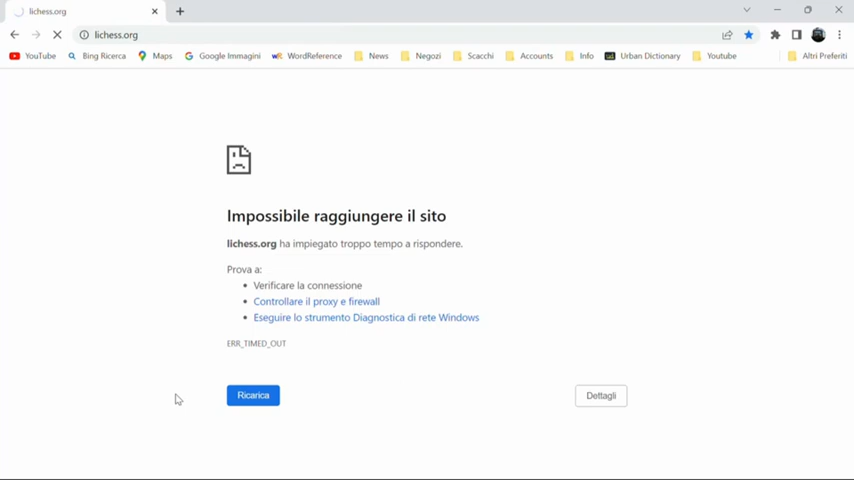 lichess.org
lichess.org
YouTube Bing Ricerca Maps Google Immagini WordReference News Negozi Scacchi Accounts Info Urban Dictionary Youtube Altri Preferiti
Impossibile raggiungere il sito
lichess.org ha impiegato troppo tempo a rispondere.
Prova a:
Verificare la connessione
Controllare il proxy e firewall
Eseguire lo strumento Diagnostica di rete Windows
ERR_TIMED_OUT
Ricarica Dettagli